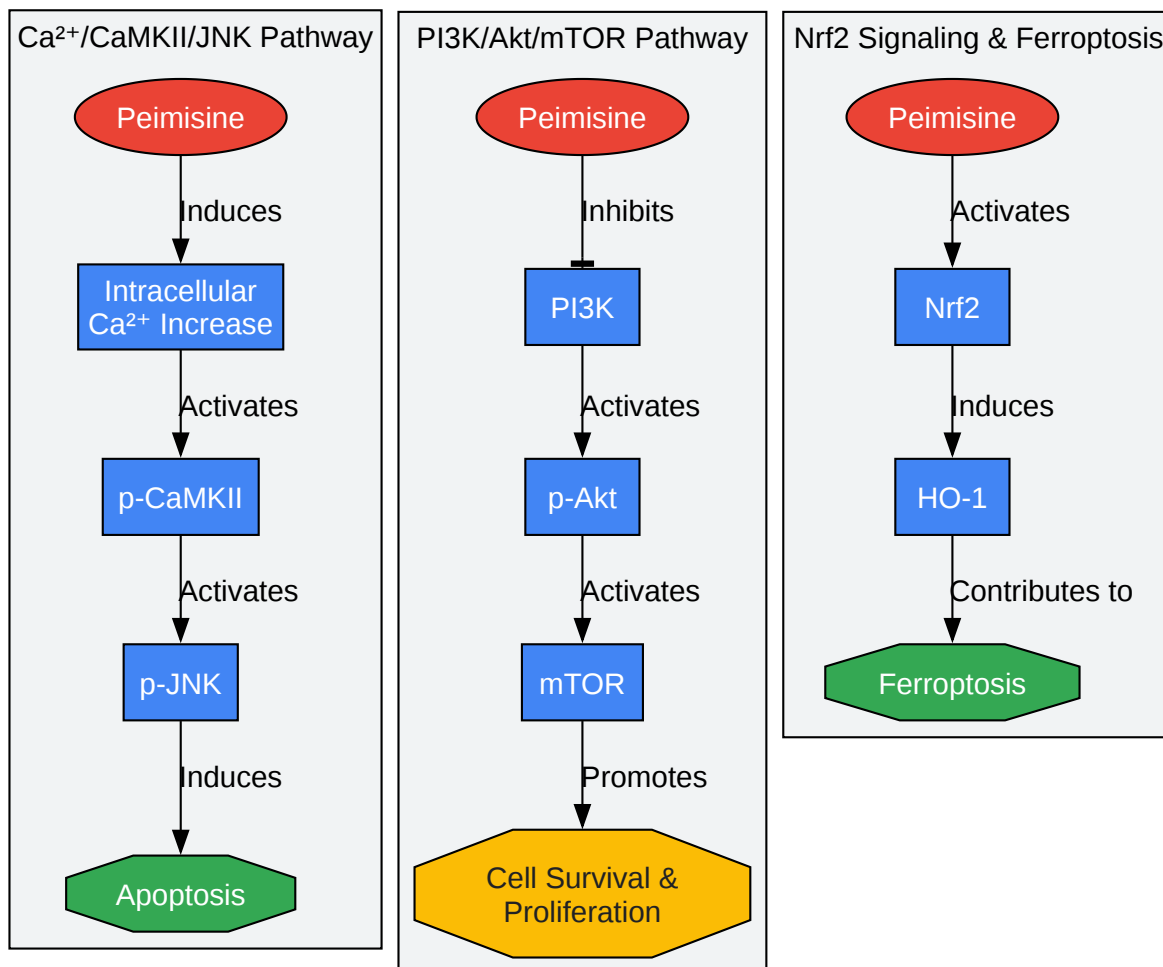 Ca²⁺/CaMKII/JNK Pathway
Peimisine
Induces
Intracellular
Ca²⁺ Increase
Activates
p-CaMKII
Activates
p-JNK
Induces
Apoptosis
PI3K/Akt/mTOR Pathway
Peimisine
Inhibits
PI3K
Activates
p-Akt
Activates
mTOR
Promotes
Cell Survival &
Proliferation
Nrf2 Signaling & Ferroptosis
Peimisine
Activates
Nrf2
Induces
HO-1
Contributes to
Ferroptosis